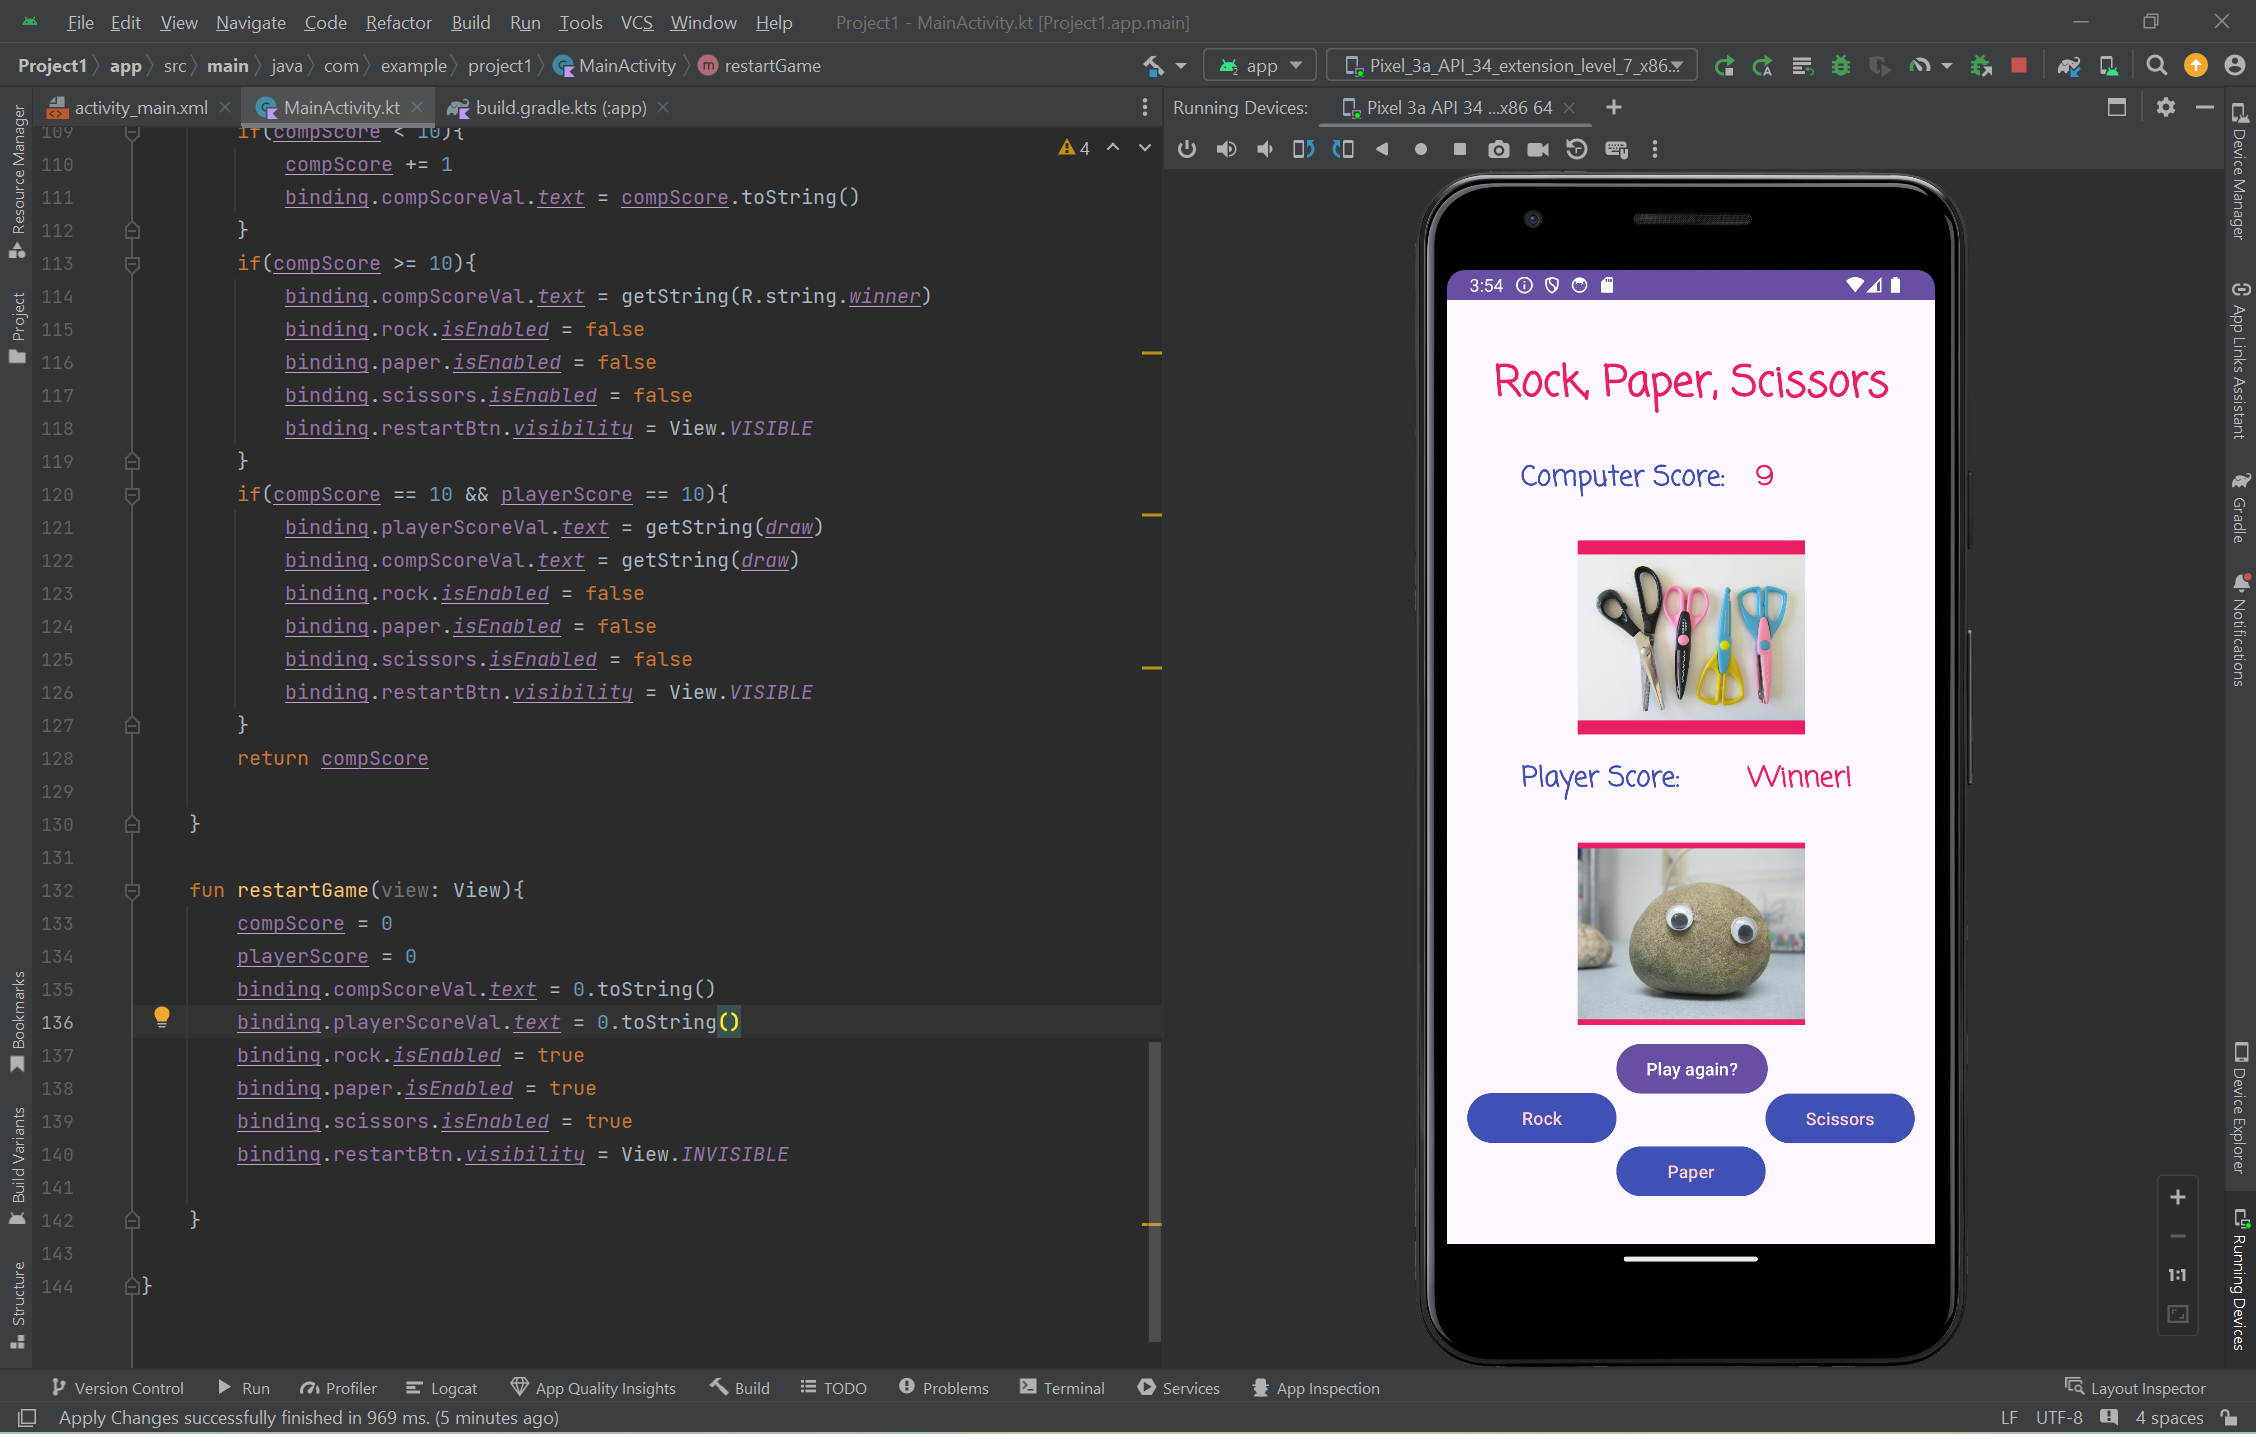 File Edit View Navigate Code Refactor Build Run Tools VCS Window Help Project1 - MainActivity.kt [Project1.app.main]
Project1 app src main java com example project1 MainActivity restartGame app Pixel_3a_API_34_extension_level_7_x86...
activity_main.xml MainActivity.kt build.gradle.kts (:app) Running Devices: Pixel 3a API 34 ...x86 64
4
109 if(compScore < 10){
110 compScore += 1
111 binding.compScoreVal.text = compScore.toString()
112 }
113 if(compScore >= 10){
114 binding.compScoreVal.text = getString(R.string.winner)
115 binding.rock.isEnabled = false
116 binding.paper.isEnabled = false
117 binding.scissors.isEnabled = false
118 binding.restartBtn.visibility = View.VISIBLE
119 }
120 if(compScore == 10 && playerScore == 10){
121 binding.playerScoreVal.text = getString(draw)
122 binding.compScoreVal.text = getString(draw)
123 binding.rock.isEnabled = false
124 binding.paper.isEnabled = false
125 binding.scissors.isEnabled = false
126 binding.restartBtn.visibility = View.VISIBLE
127 }
128 return compScore
129
130 }
131
132 fun restartGame(view: View){
133 compScore = 0
134 playerScore = 0
135 binding.compScoreVal.text = 0.toString()
136 binding.playerScoreVal.text = 0.toString()
137 binding.rock.isEnabled = true
138 binding.paper.isEnabled = true
139 binding.scissors.isEnabled = true
140 binding.restartBtn.visibility = View.INVISIBLE
141
142 }
143
144 }
3:54
Rock, Paper, Scissors
Computer Score: 9
Player Score: Winner!
Play again?
Rock Scissors
Paper
1:1
Resource Manager
Project
Bookmarks
Build Variants
Structure
Device Manager
App Links Assistant
Gradle
Notifications
Device Explorer
Running Devices
Version Control Run Profiler Logcat App Quality Insights Build TODO Problems Terminal Services App Inspection Layout Inspector
Apply Changes successfully finished in 969 ms. (5 minutes ago) LF UTF-8 4 spaces